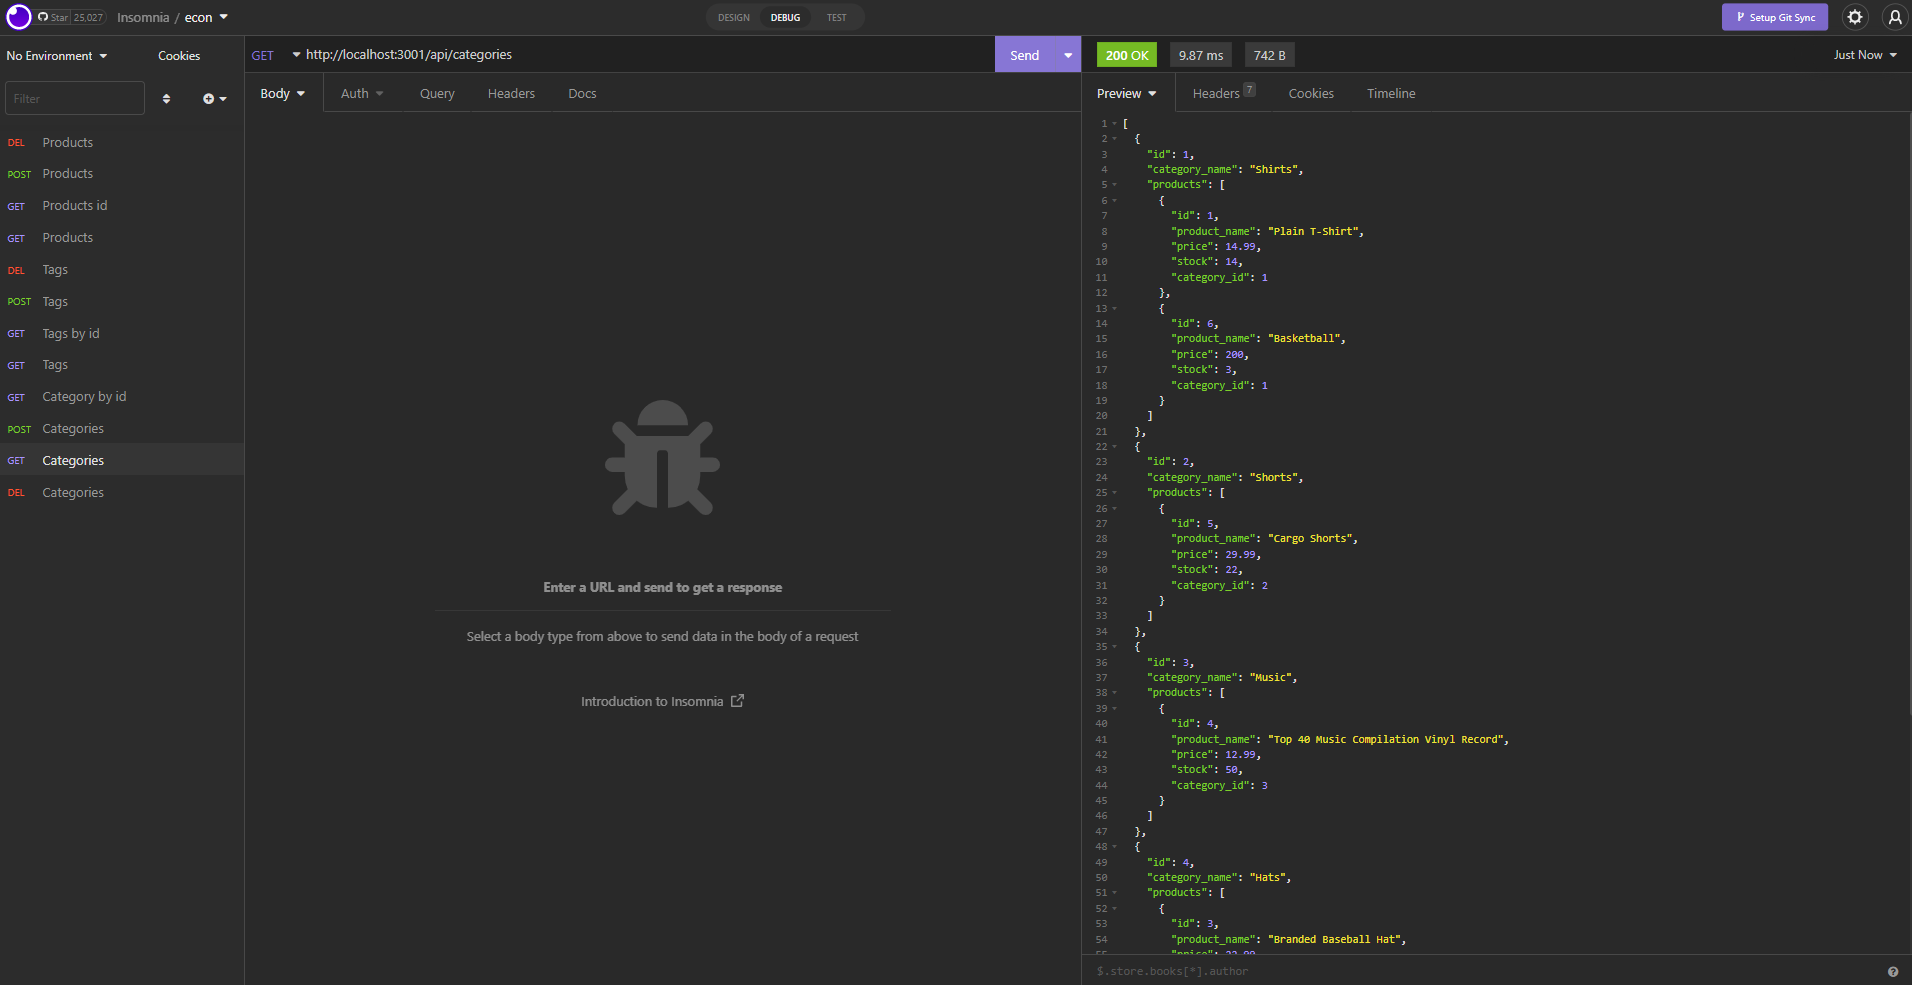 Star 25,027 Insomnia / econ DESIGN DEBUG TEST Setup Git Sync
No Environment Cookies
Filter
DEL Products
POST Products
GET Products id
GET Products
DEL Tags
POST Tags
GET Tags by id
GET Tags
GET Category by id
POST Categories
GET Categories
DEL Categories
GET http://localhost:3001/api/categories Send
Body Auth Query Headers Docs
Enter a URL and send to get a response
Select a body type from above to send data in the body of a request
Introduction to Insomnia
200 OK 9.87 ms 742 B Just Now
Preview Headers 7 Cookies Timeline
1 [
2 {
3 "id": 1,
4 "category_name": "Shirts",
5 "products": [
6 {
7 "id": 1,
8 "product_name": "Plain T-Shirt",
9 "price": 14.99,
10 "stock": 14,
11 "category_id": 1
12 },
13 {
14 "id": 6,
15 "product_name": "Basketball",
16 "price": 200,
17 "stock": 3,
18 "category_id": 1
19 }
20 ]
21 },
22 {
23 "id": 2,
24 "category_name": "Shorts",
25 "products": [
26 {
27 "id": 5,
28 "product_name": "Cargo Shorts",
29 "price": 29.99,
30 "stock": 22,
31 "category_id": 2
32 }
33 ]
34 },
35 {
36 "id": 3,
37 "category_name": "Music",
38 "products": [
39 {
40 "id": 4,
41 "product_name": "Top 40 Music Compilation Vinyl Record",
42 "price": 12.99,
43 "stock": 50,
44 "category_id": 3
45 }
46 ]
47 },
48 {
49 "id": 4,
50 "category_name": "Hats",
51 "products": [
52 {
53 "id": 3,
54 "product_name": "Branded Baseball Hat",
55 "price": 22.99
$.store.books[*].author